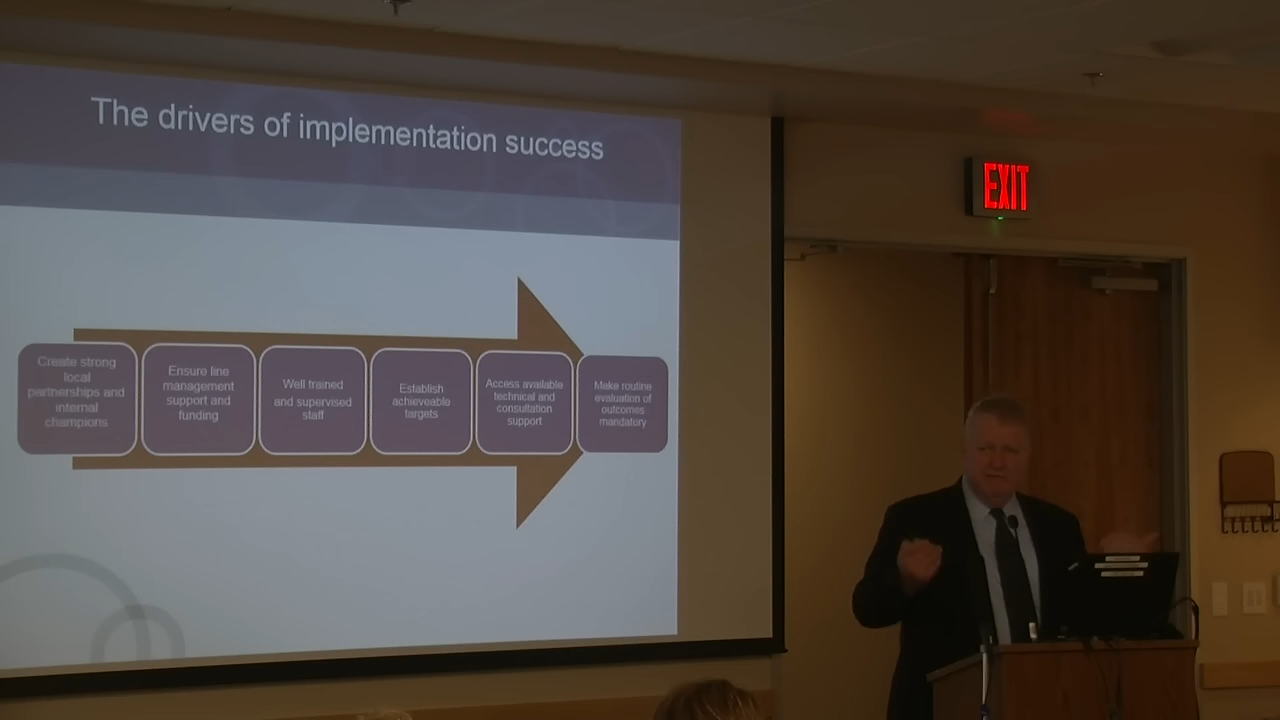 The drivers of implementation success
Create strong
local
partnerships and
internal
champions
Ensure line
management
support and
funding
Well trained
and supervised
staff
Establish
achieveable
targets
Access available
technical and
consultation
support
Make routine
evaluation of
outcomes
mandatory
EXIT